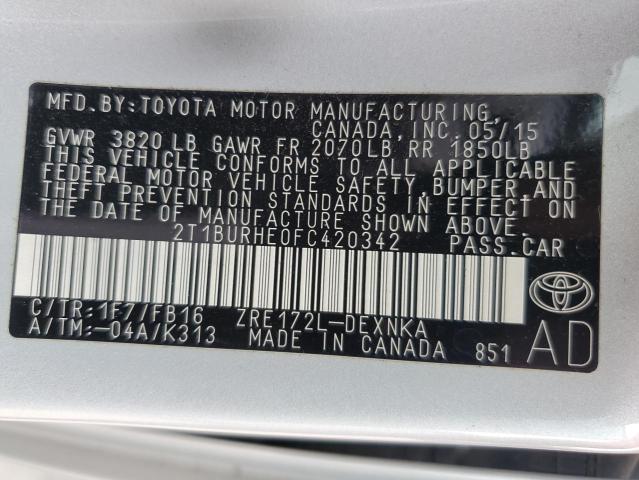 MFD.BY:TOYOTA MOTOR MANUFACTURING,
CANADA,INC.05/15
GVWR 3820LB GAWR FR 2070LB RR 1850LB
THIS VEHICLE CONFORMS TO ALL APPLICABLE
FEDERAL MOTOR VEHICLE SAFETY,BUMPER,AND
THEFT PREVENTION STANDARDS IN EFFECT ON
THE DATE OF MANUFACTURE SHOWN ABOVE.
2T1BURHE0FC420342 PASS.CAR
C/TR:1F7/FB16 ZRE172L-DEXNKA
A/TM:-04A/K313 MADE IN CANADA 851
AD